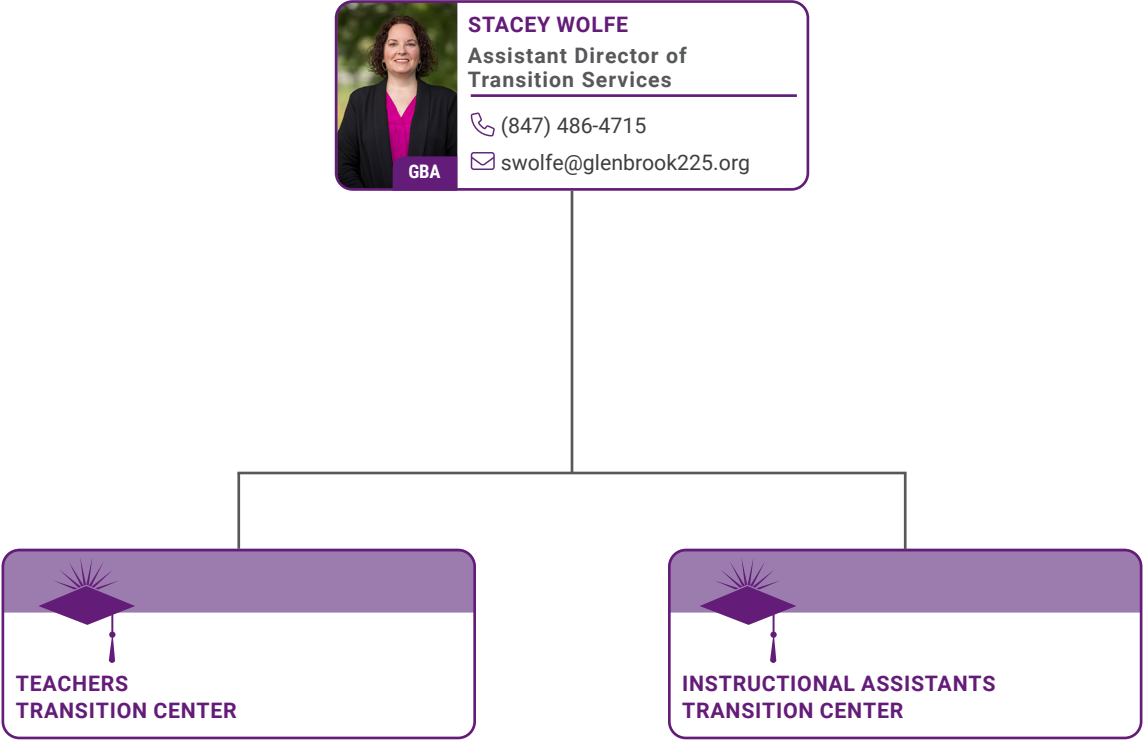 STACEY WOLFE
Assistant Director of
Transition Services
(847) 486-4715
swolfe@glenbrook225.org
GBA
TEACHERS
TRANSITION CENTER
INSTRUCTIONAL ASSISTANTS
TRANSITION CENTER